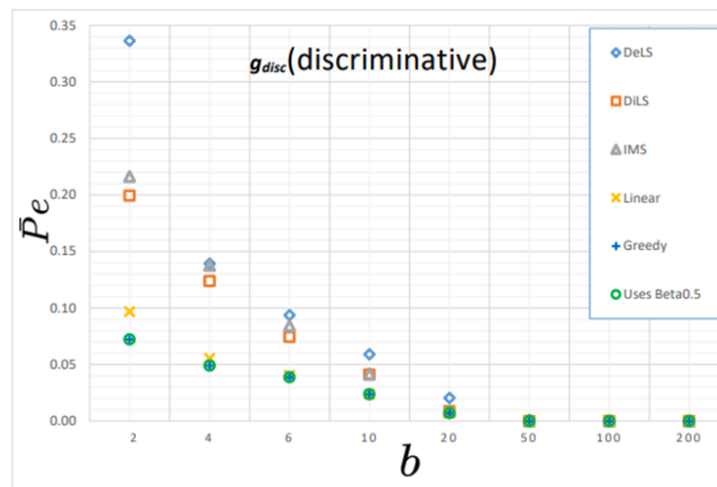 0.35
g_disc(discriminative)
0.30
0.25
0.20
0.15
0.10
0.05
0.00
P̄e
2 4 6 10 20 50 100 200
b
DeLS
DiLS
IMS
Linear
Greedy
Uses Beta0.5